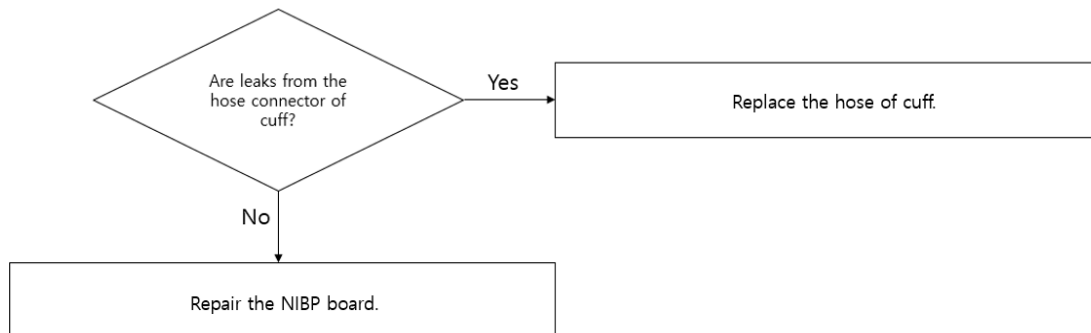 Are leaks from the
hose connector of
cuff?
Yes
Replace the hose of cuff.
No
Repair the NIBP board.